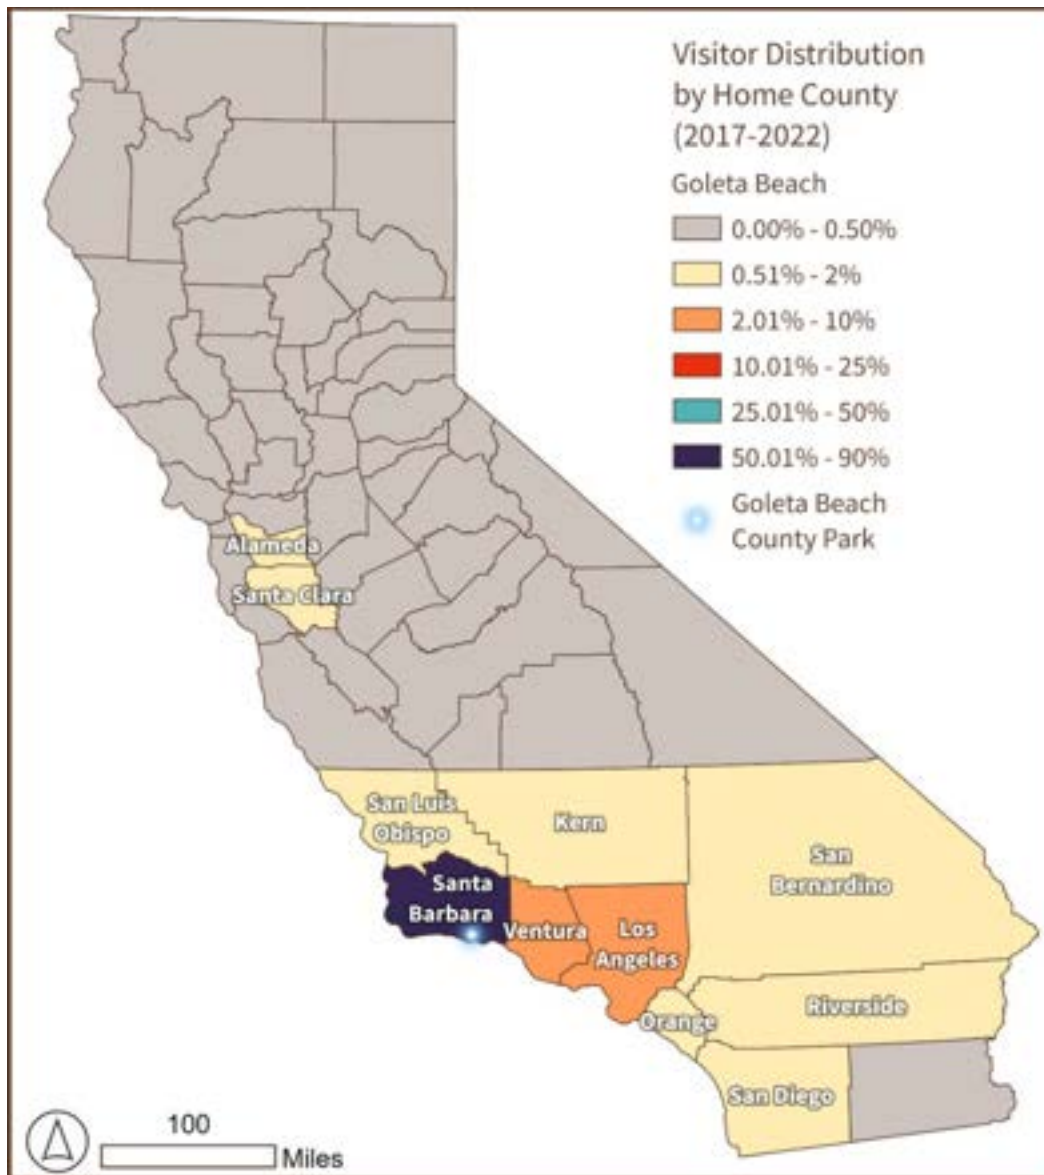 Visitor Distribution
by Home County
(2017-2022)
Goleta Beach
0.00% - 0.50%
0.51% - 2%
2.01% - 10%
10.01% - 25%
25.01% - 50%
50.01% - 90%
Goleta Beach
County Park
Alameda
Santa Clara
San Luis
Obispo
Kern
San
Bernardino
Santa
Barbara
Ventura
Los
Angeles
Orange
Riverside
San Diego
100
Miles